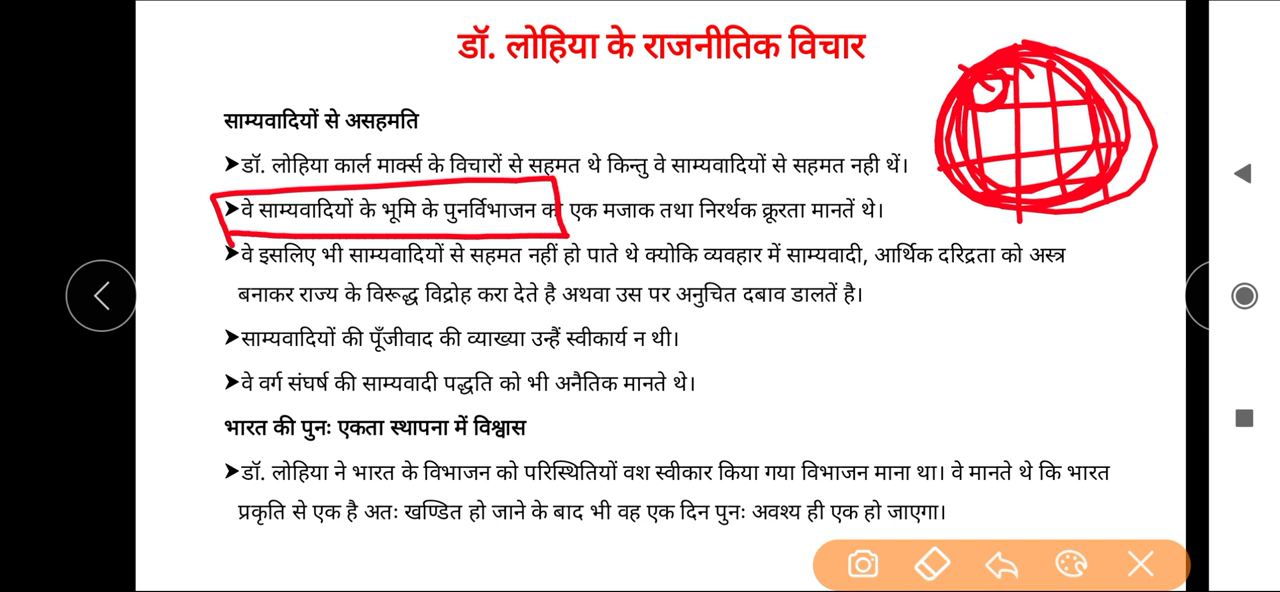 डॉ. लोहिया के राजनीतिक विचार
साम्यवादियों से असहमति
➤डॉ. लोहिया कार्ल मार्क्स के विचारों से सहमत थे किन्तु वे साम्यवादियों से सहमत नही थें।
➤वे साम्यवादियों के भूमि के पुनर्विभाजन को एक मजाक तथा निरर्थक क्रूरता मानतें थे।
➤वे इसलिए भी साम्यवादियों से सहमत नहीं हो पाते थे क्योकि व्यवहार में साम्यवादी, आर्थिक दरिद्रता को अस्त्र
बनाकर राज्य के विरूद्ध विद्रोह करा देते है अथवा उस पर अनुचित दबाव डालतें है।
➤साम्यवादियों की पूँजीवाद की व्याख्या उन्हैं स्वीकार्य न थी।
➤वे वर्ग संघर्ष की साम्यवादी पद्धति को भी अनैतिक मानते थे।
भारत की पुनः एकता स्थापना में विश्वास
➤डॉ. लोहिया ने भारत के विभाजन को परिस्थितियों वश स्वीकार किया गया विभाजन माना था। वे मानते थे कि भारत
प्रकृति से एक है अतः खण्डित हो जाने के बाद भी वह एक दिन पुनः अवश्य ही एक हो जाएगा।